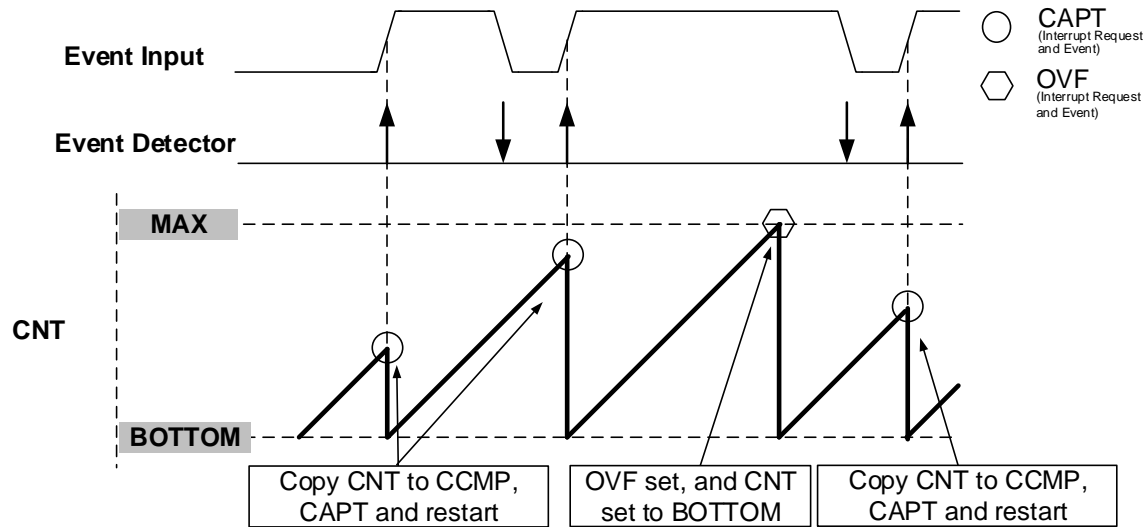 CAPT
(Interrupt Request
and Event)
Event Input
OVF
(Interrupt Request
and Event)
Event Detector
MAX
CNT
BOTTOM
Copy CNT to CCMP,
CAPT and restart
OVF set, and CNT
set to BOTTOM
Copy CNT to CCMP,
CAPT and restart